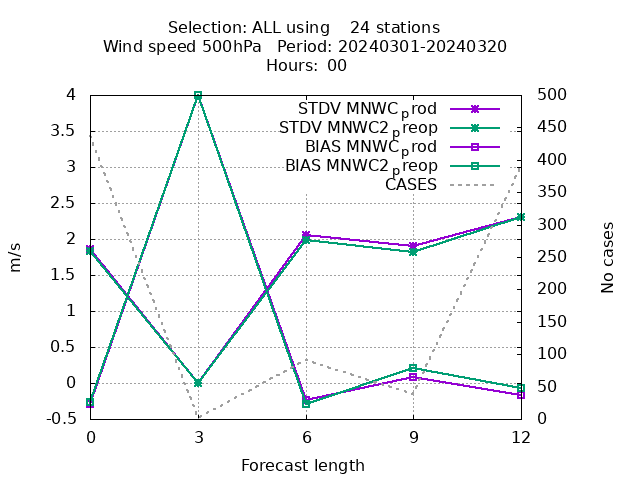 Selection: ALL using    24 stations
Wind speed 500hPa   Period: 20240301-20240320
Hours: 00
STDV MNWC_prod
STDV MNWC2_preop
BIAS MNWC_prod
BIAS MNWC2_preop
CASES
4
3.5
3
2.5
2
1.5
1
0.5
0
-0.5
m/s
500
450
400
350
300
250
200
150
100
50
0
No cases
0 3 6 9 12
Forecast length